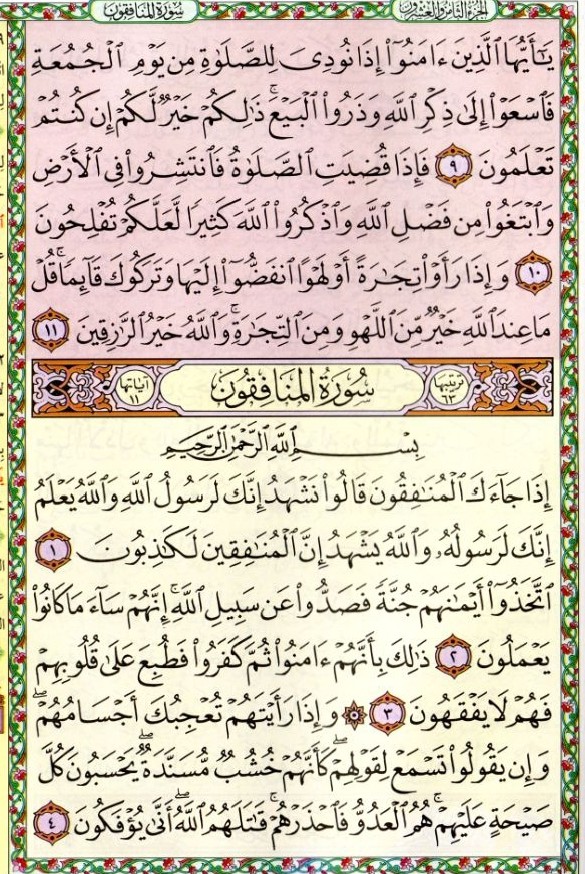 الجزء الثامن والعشرون
سورة المنافقون
يَٰٓأَيُّهَا ٱلَّذِينَ ءَامَنُوٓاْ إِذَا نُودِيَ لِلصَّلَوٰةِ مِن يَوۡمِ ٱلۡجُمُعَةِ
فَٱسۡعَوۡاْ إِلَىٰ ذِكۡرِ ٱللَّهِ وَذَرُواْ ٱلۡبَيۡعَۚ ذَٰلِكُمۡ خَيۡرٞ لَّكُمۡ إِن كُنتُمۡ
تَعۡلَمُونَ ٩ فَإِذَا قُضِيَتِ ٱلصَّلَوٰةُ فَٱنتَشِرُواْ فِي ٱلۡأَرۡضِ
وَٱبۡتَغُواْ مِن فَضۡلِ ٱللَّهِ وَٱذۡكُرُواْ ٱللَّهَ كَثِيرٗا لَّعَلَّكُمۡ تُفۡلِحُونَ
١٠ وَإِذَا رَأَوۡاْ تِجَٰرَةً أَوۡ لَهۡوًا ٱنفَضُّوٓاْ إِلَيۡهَا وَتَرَكُوكَ قَآئِمٗاۚ قُلۡ
مَا عِندَ ٱللَّهِ خَيۡرٞ مِّنَ ٱللَّهۡوِ وَمِنَ ٱلتِّجَٰرَةِۚ وَٱللَّهُ خَيۡرُ ٱلرَّٰزِقِينَ ١١
ترتيبها ٦٣ سُورَةُ المُنَافِقُونَ آياتها ١١
بِسۡمِ ٱللَّهِ ٱلرَّحۡمَٰنِ ٱلرَّحِيمِ
إِذَا جَآءَكَ ٱلۡمُنَٰفِقُونَ قَالُواْ نَشۡهَدُ إِنَّكَ لَرَسُولُ ٱللَّهِۗ وَٱللَّهُ يَعۡلَمُ
إِنَّكَ لَرَسُولُهُۥ وَٱللَّهُ يَشۡهَدُ إِنَّ ٱلۡمُنَٰفِقِينَ لَكَٰذِبُونَ ١
ٱتَّخَذُوٓاْ أَيۡمَٰنَهُمۡ جُنَّةٗ فَصَدُّواْ عَن سَبِيلِ ٱللَّهِۚ إِنَّهُمۡ سَآءَ مَا كَانُواْ
يَعۡمَلُونَ ٢ ذَٰلِكَ بِأَنَّهُمۡ ءَامَنُواْ ثُمَّ كَفَرُواْ فَطُبِعَ عَلَىٰ قُلُوبِهِمۡ
فَهُمۡ لَا يَفۡقَهُونَ ٣ وَإِذَا رَأَيۡتَهُمۡ تُعۡجِبُكَ أَجۡسَامُهُمۡۖ
وَإِن يَقُولُواْ تَسۡمَعۡ لِقَوۡلِهِمۡۖ كَأَنَّهُمۡ خُشُبٞ مُّسَنَّدَةٞۖ يَحۡسَبُونَ كُلَّ
صَيۡحَةٍ عَلَيۡهِمۡۚ هُمُ ٱلۡعَدُوُّ فَٱحۡذَرۡهُمۡۚ قَٰتَلَهُمُ ٱللَّهُۖ أَنَّىٰ يُؤۡفَكُونَ ٤